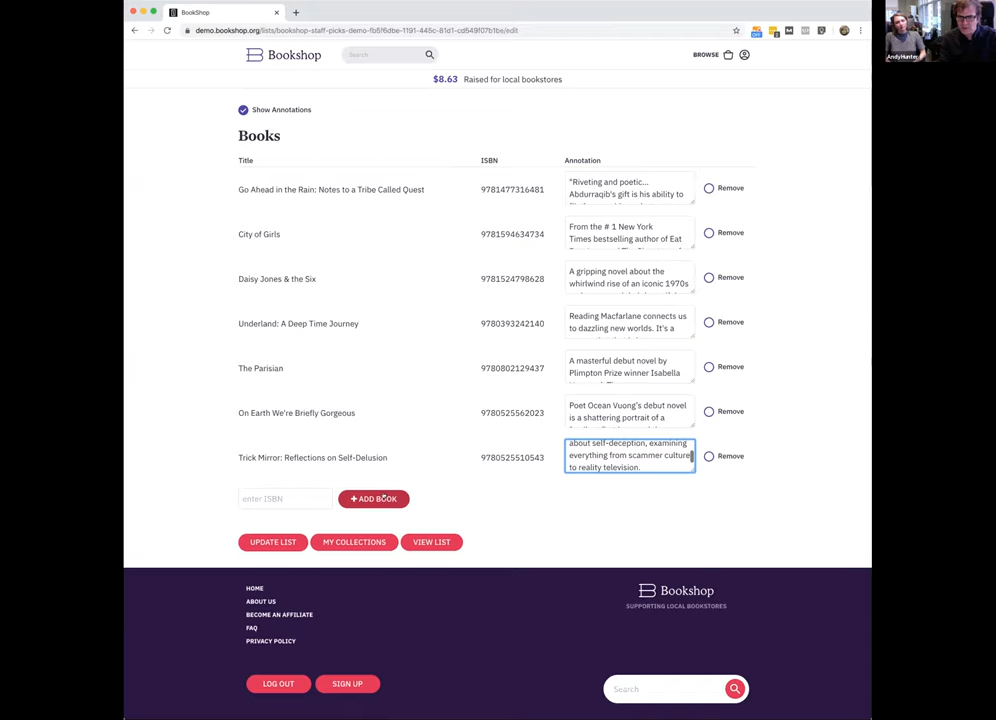 BookShop
demo.bookshop.org/lists/bookshop-staff-picks-demo-fb5f6dbe-1191-445c-81d1-cd549f07b1be/edit
Bookshop
Search
BROWSE
$8.63 Raised for local bookstores
Show Annotations
Books
Title ISBN Annotation
Go Ahead in the Rain: Notes to a Tribe Called Quest 9781477316481
"Riveting and poetic...
Abdurraqib's gift is his ability to
Remove
City of Girls 9781594634734
From the # 1 New York
Times bestselling author of Eat
Remove
Daisy Jones & the Six 9781524798628
A gripping novel about the
whirlwind rise of an iconic 1970s
Remove
Underland: A Deep Time Journey 9780393242140
Reading Macfarlane connects us
to dazzling new worlds. It's a
Remove
The Parisian 9780802129437
A masterful debut novel by
Plimpton Prize winner Isabella
Remove
On Earth We're Briefly Gorgeous 9780525562023
Poet Ocean Vuong's debut novel
is a shattering portrait of a
Remove
Trick Mirror: Reflections on Self-Delusion 9780525510543
about self-deception, examining
everything from scammer culture
to reality television.
Remove
enter ISBN
+ ADD BOOK
UPDATE LIST MY COLLECTIONS VIEW LIST
HOME
ABOUT US
BECOME AN AFFILIATE
FAQ
PRIVACY POLICY
Bookshop
SUPPORTING LOCAL BOOKSTORES
LOG OUT SIGN UP
Search
Andy Hunter